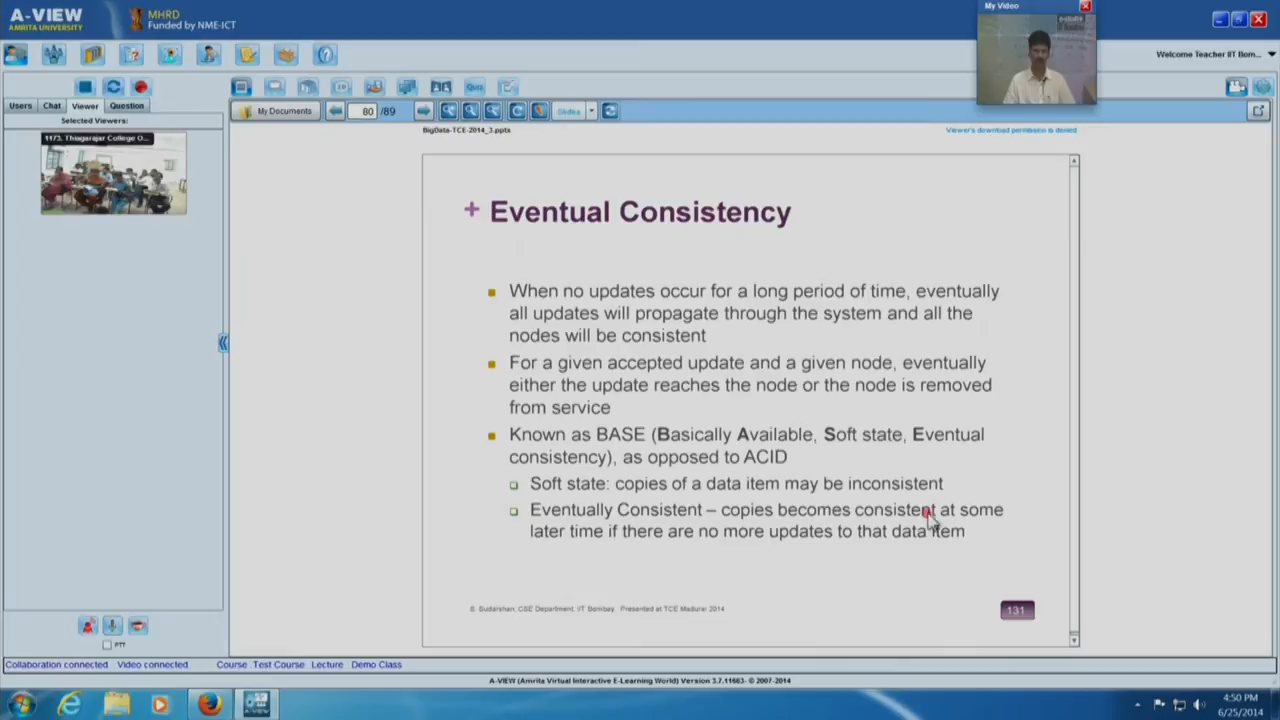 A-VIEW
AMRITA UNIVERSITY
MHRD
Funded by NME-ICT
My Video
Welcome Teacher IIT Bom...
Quiz
Users Chat Viewer Question
My Documents
80 /89
Slides
Selected Viewers:
BigData-TCE-2014_3.pptx
Viewer's download permission is denied
1173. Thiagarajar College O...
+ Eventual Consistency
When no updates occur for a long period of time, eventually
all updates will propagate through the system and all the
nodes will be consistent
For a given accepted update and a given node, eventually
either the update reaches the node or the node is removed
from service
Known as BASE (Basically Available, Soft state, Eventual
consistency), as opposed to ACID
Soft state: copies of a data item may be inconsistent
Eventually Consistent – copies becomes consistent at some
later time if there are no more updates to that data item
S. Sudarshan, CSE Department, IIT Bombay. Presented at TCE Madurai 2014
131
PTT
Collaboration connected Video connected Course Test Course Lecture Demo Class
A-VIEW (Amrita Virtual Interactive E-Learning World) Version 3.7.11663- © 2007-2014
4:50 PM
6/25/2014